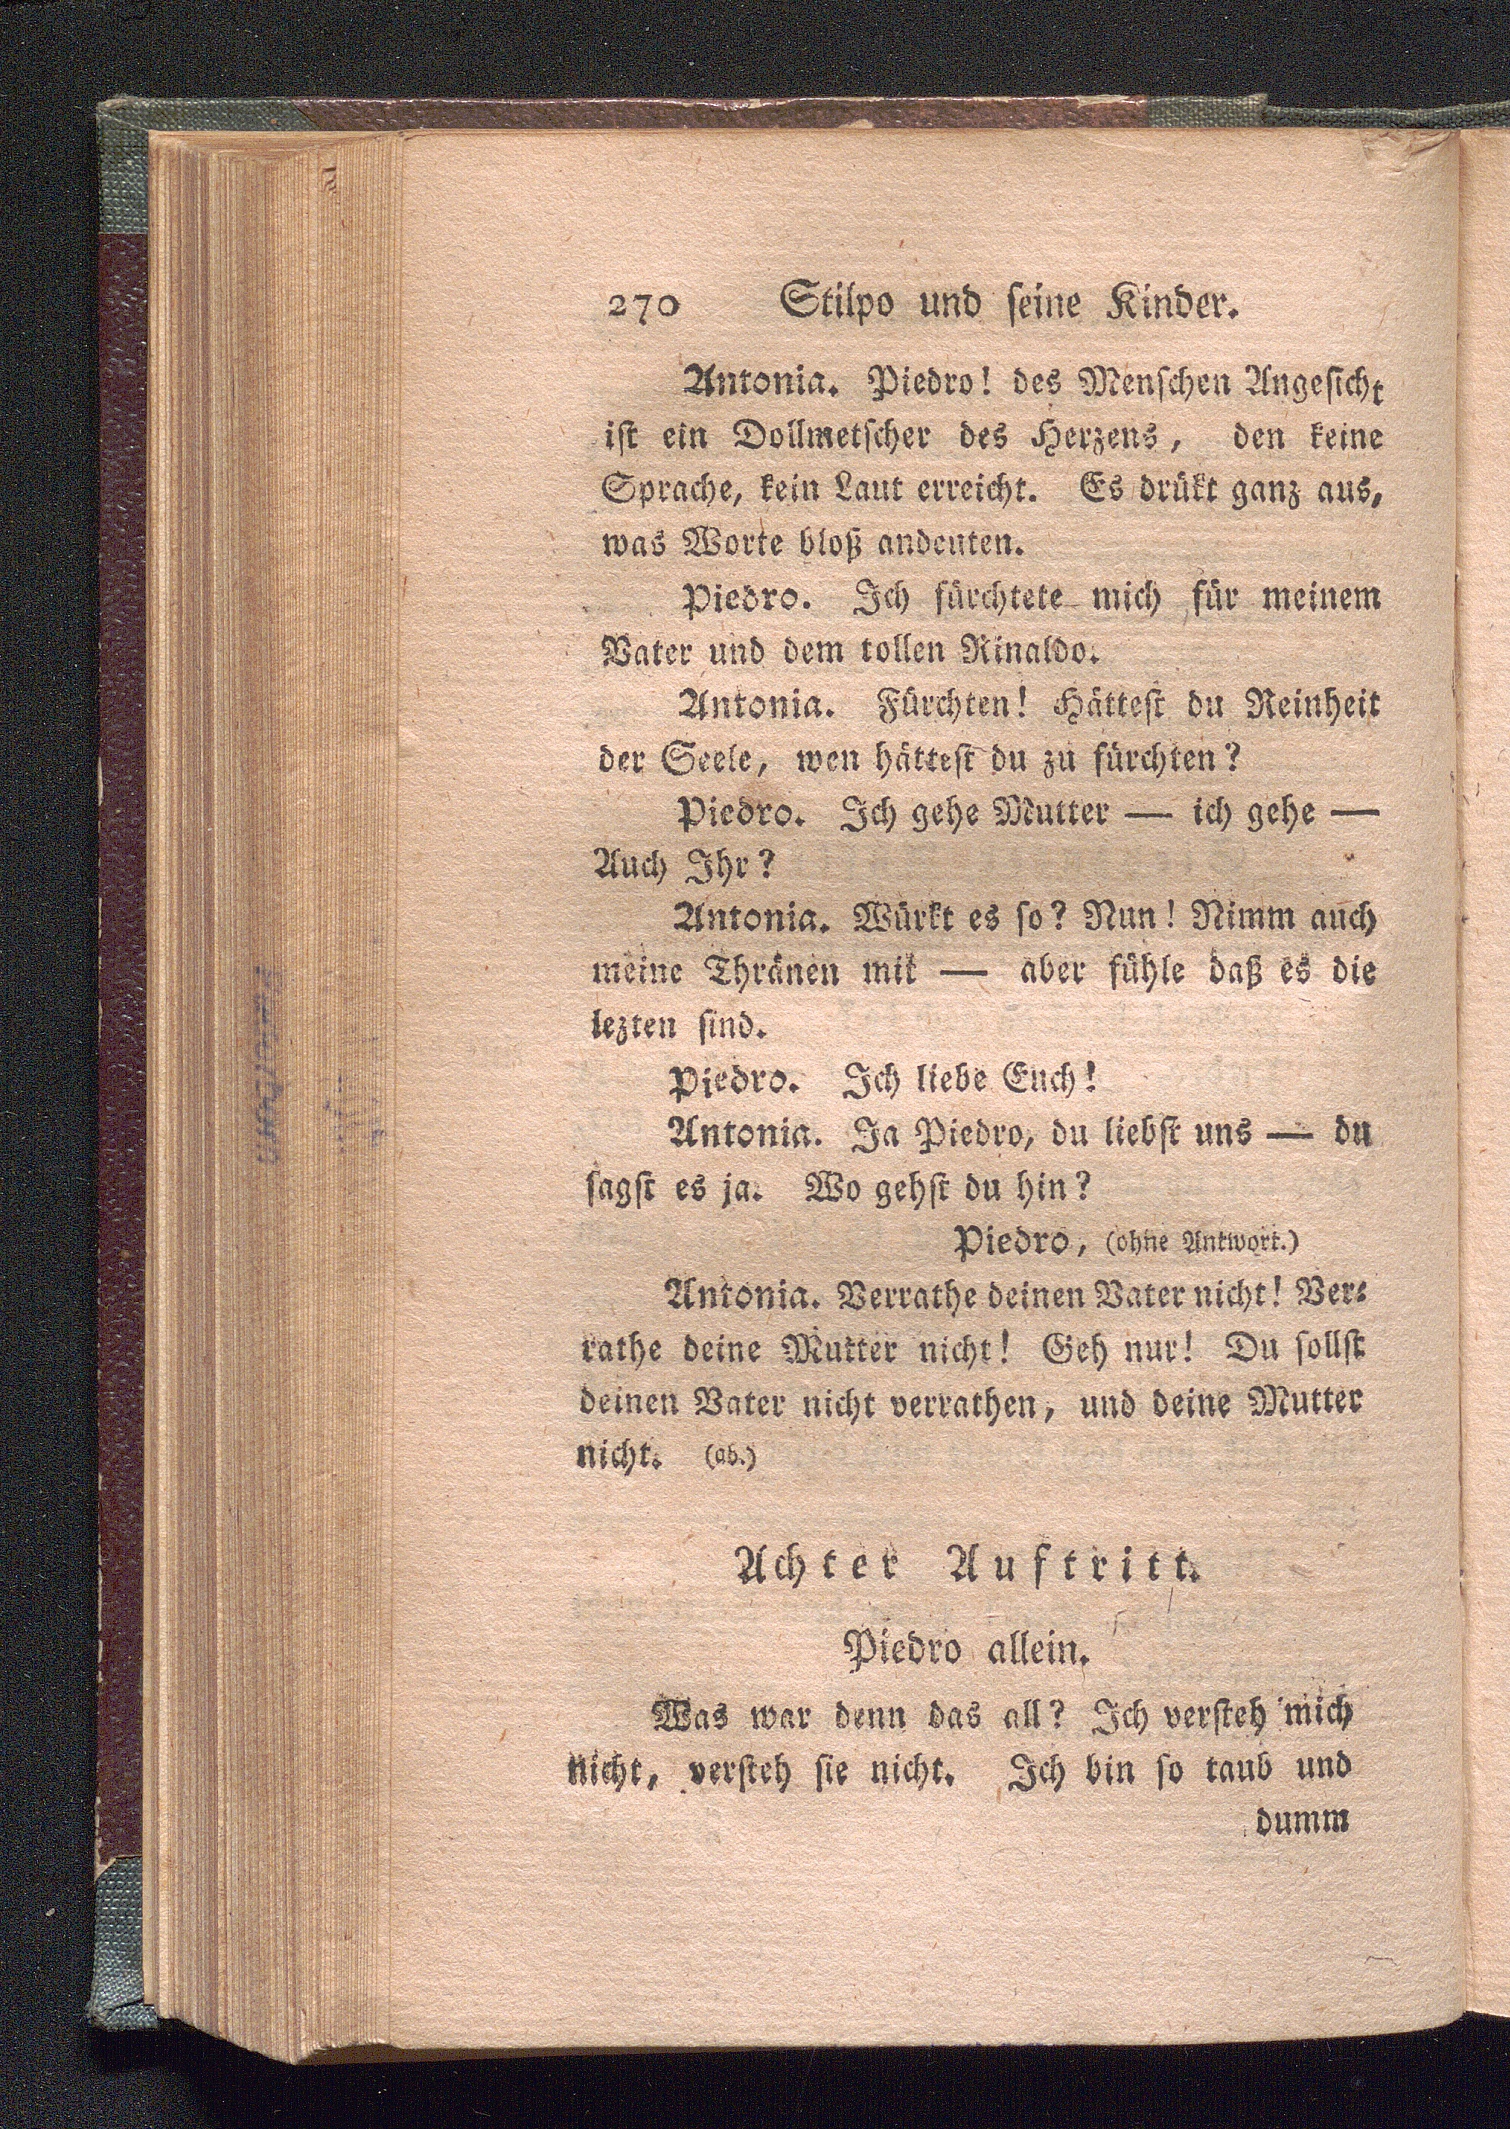 270 Stilpo und ſeine Kinder.
Antonia. Piedro! des Menſchen Angeſicht
iſt ein Dollmetſcher des Herzens, den keine
Sprache, kein Laut erreicht. Es drükt ganz aus,
was Worte bloß andeuten.
Piedro. Ich fürchtete mich für meinem
Vater und dem tollen Rinaldo.
Antonia. Fürchten! Hätteſt du Reinheit
der Seele, wen hätteſt du zu fürchten?
Piedro. Ich gehe Mutter — ich gehe —
Auch Ihr?
Antonia. Würkt es ſo? Nun! Nimm auch
meine Thränen mit — aber fühle daß es die
lezten ſind.
Piedro. Ich liebe Euch!
Antonia. Ja Piedro, du liebſt uns — du
ſagſt es ja. Wo gehſt du hin?
Piedro, (ohne Antwort.)
Antonia. Verrathe deinen Vater nicht! Ver⸗
rathe deine Mutter nicht! Geh nur! Du ſollſt
deinen Vater nicht verrathen, und deine Mutter
nicht. (ab.)
Achter Auftritt.
Piedro allein.
Was war denn das all? Ich verſteh mich
nicht, verſteh ſie nicht. Ich bin ſo taub und
dumm